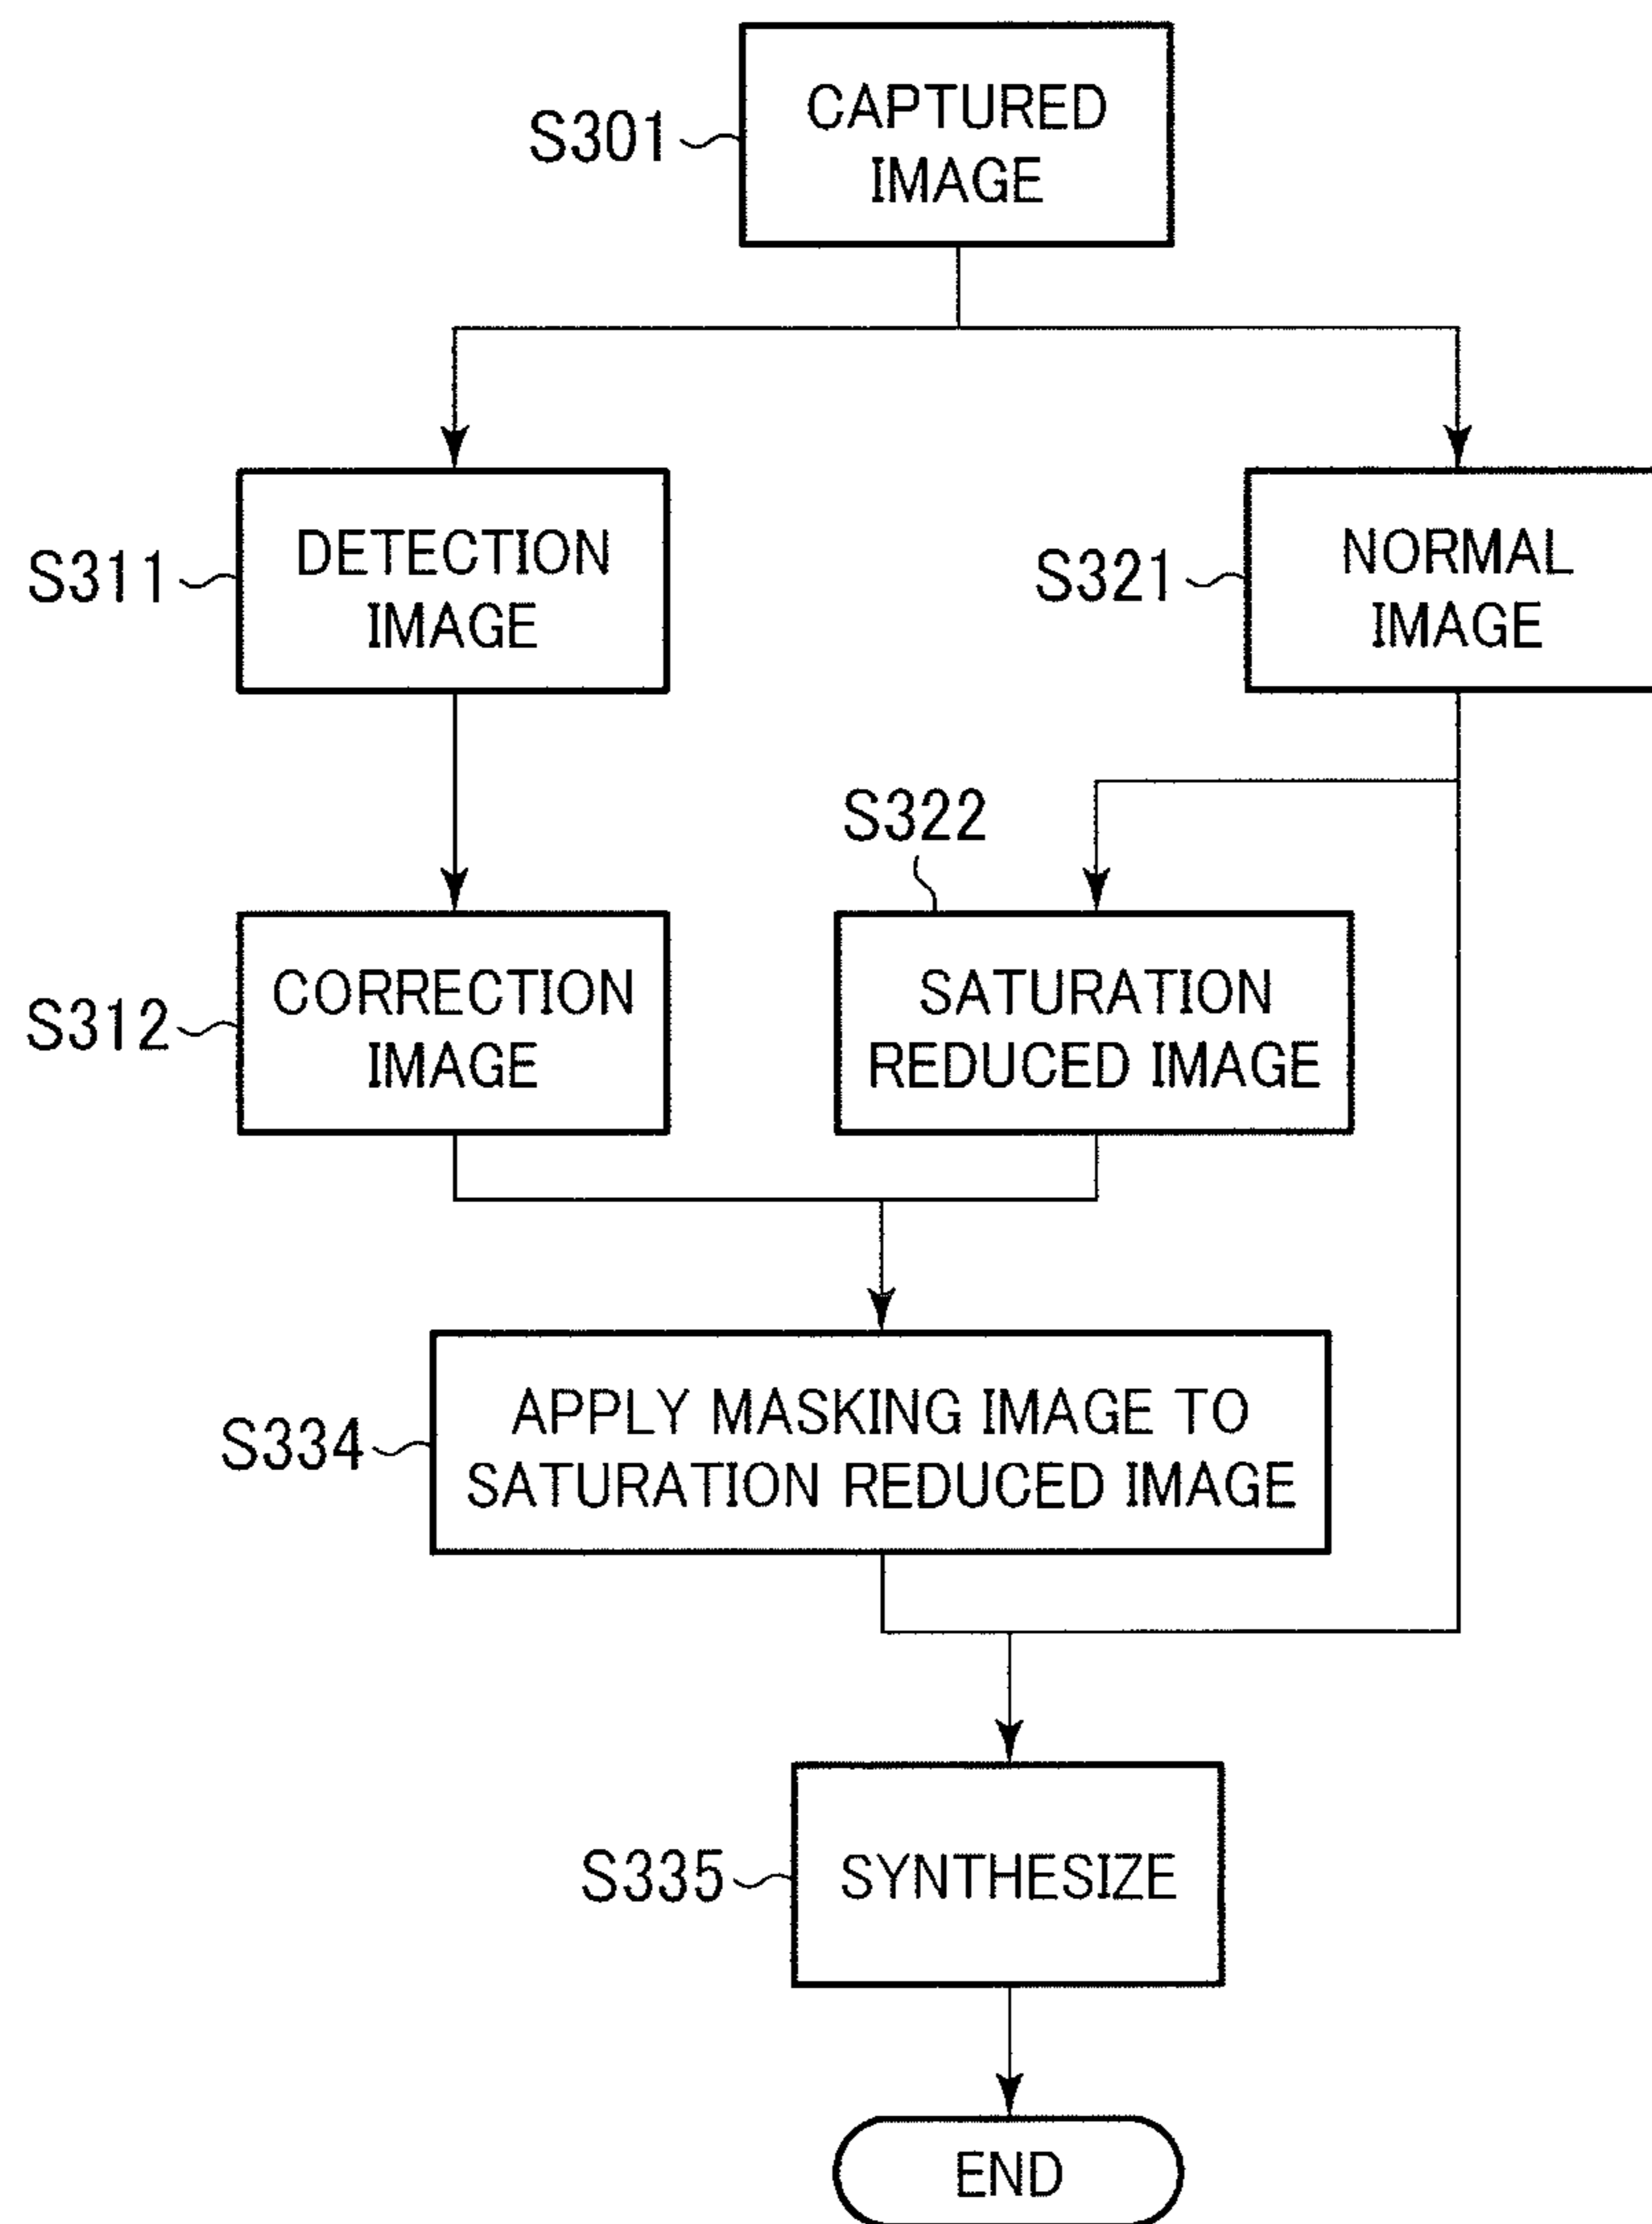 S301
CAPTURED
IMAGE
S311
DETECTION
IMAGE
S321
NORMAL
IMAGE
S312
CORRECTION
IMAGE
S322
SATURATION
REDUCED IMAGE
S334
APPLY MASKING IMAGE TO
SATURATION REDUCED IMAGE
S335
SYNTHESIZE
END